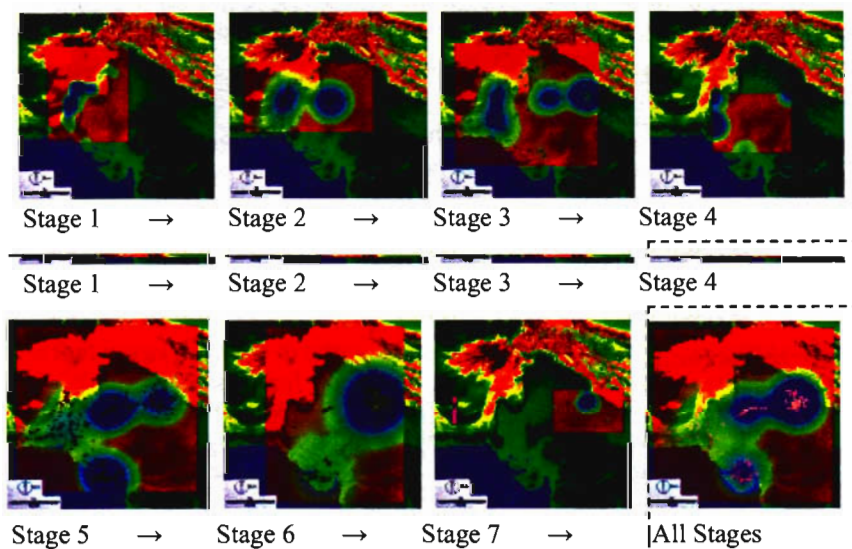 Stage 1 → Stage 2 → Stage 3 → Stage 4
Stage 1 → Stage 2 → Stage 3 → Stage 4
Stage 5 → Stage 6 → Stage 7 → All Stages